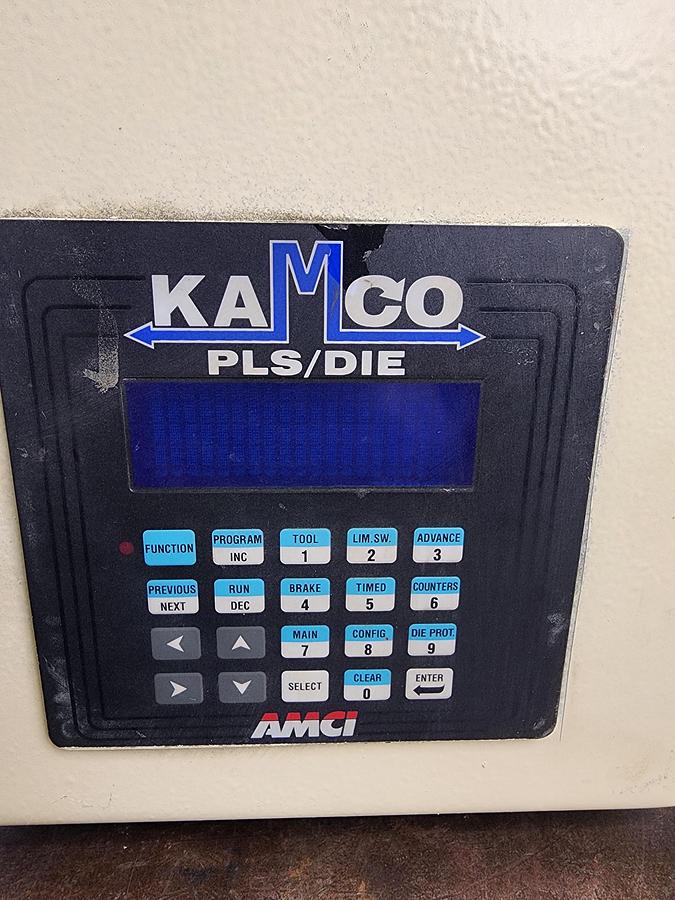 KAMCO
PLS/DIE
FUNCTION
PROGRAM
INC
TOOL
1
LIM.SW.
2
ADVANCE
3
PREVIOUS
NEXT
RUN
DEC
BRAKE
4
TIMED
5
COUNTERS
6
MAIN
7
CONFIG.
8
DIE PROT.
9
SELECT
CLEAR
0
ENTER
AMCI